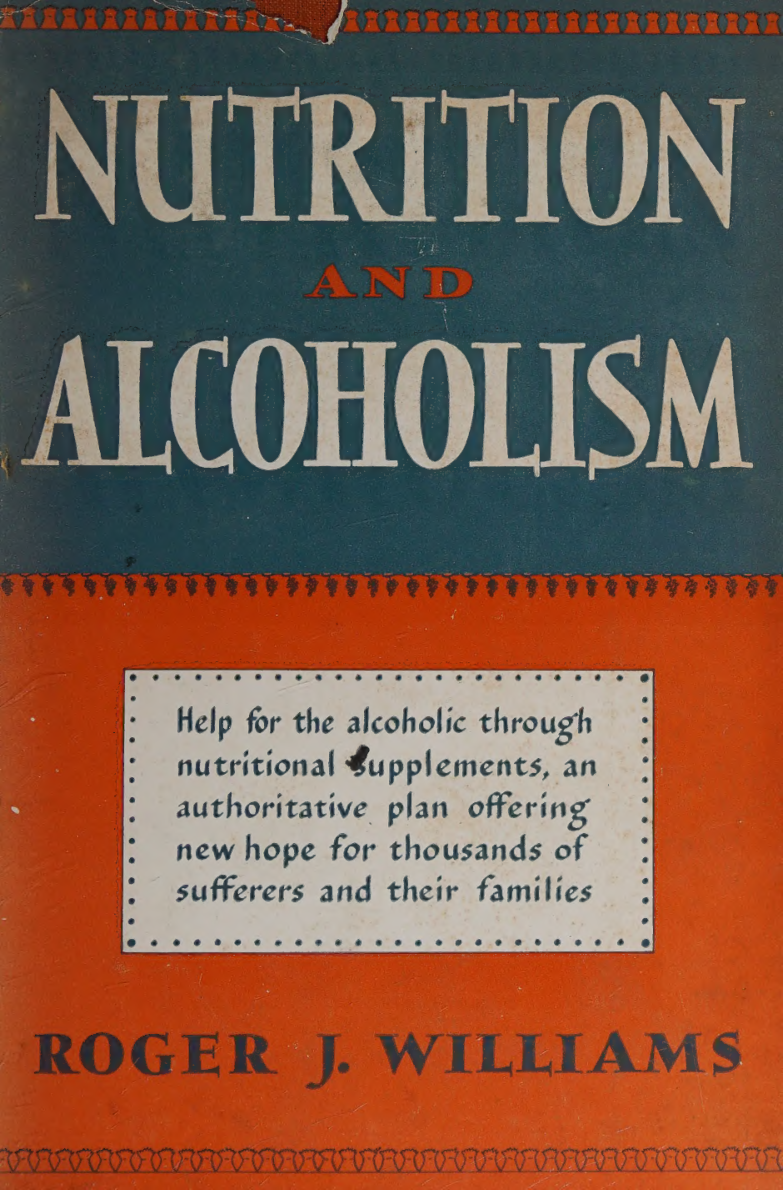 NUTRITION
AND
ALCOHOLISM
Help for the alcoholic through
nutritional supplements, an
authoritative plan offering
new hope for thousands of
sufferers and their families
ROGER J. WILLIAMS